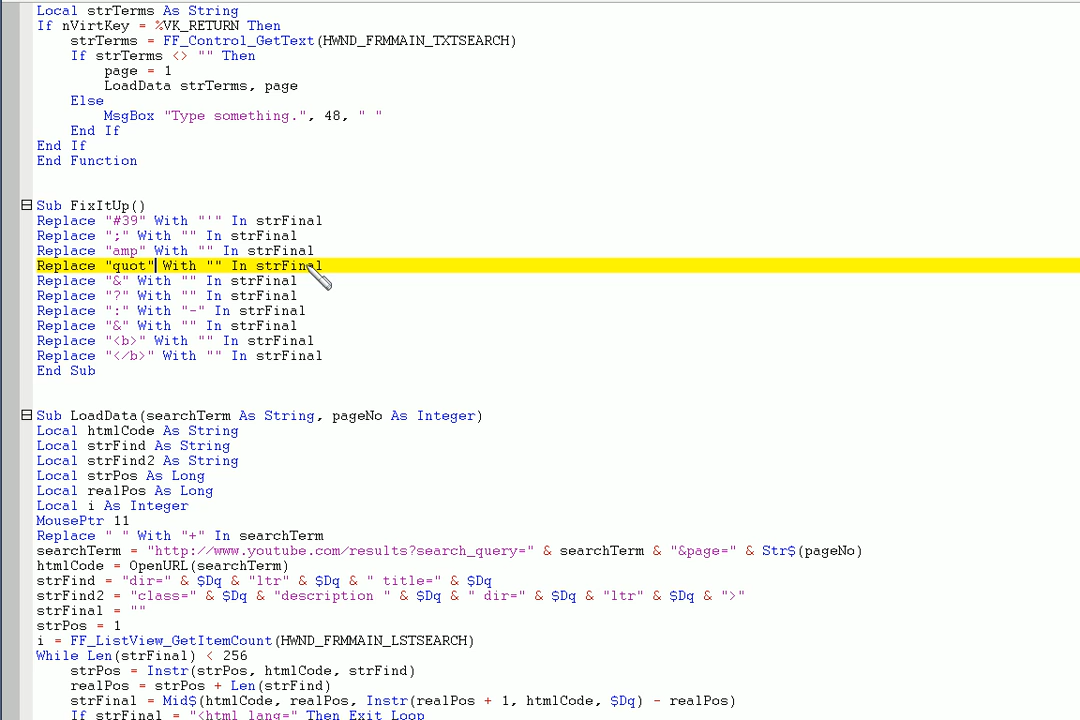 Local strTerms As String
If nVirtKey = %VK_RETURN Then
strTerms = FF_Control_GetText(HWND_FRMMAIN_TXTSEARCH)
If strTerms <> "" Then
page = 1
LoadData strTerms, page
Else
MsgBox "Type something.", 48, " "
End If
End If
End Function
Sub FixItUp()
Replace "#39" With "'" In strFinal
Replace ";" With "" In strFinal
Replace "amp" With "" In strFinal
Replace "quot" With "" In strFinal
Replace "&" With "" In strFinal
Replace "?" With "" In strFinal
Replace ":" With "-" In strFinal
Replace "&" With "" In strFinal
Replace "<b>" With "" In strFinal
Replace "</b>" With "" In strFinal
End Sub
Sub LoadData(searchTerm As String, pageNo As Integer)
Local htmlCode As String
Local strFind As String
Local strFind2 As String
Local strPos As Long
Local realPos As Long
Local i As Integer
MousePtr 11
Replace " " With "+" In searchTerm
searchTerm = "http://www.youtube.com/results?search_query=" & searchTerm & "&page=" & Str$(pageNo)
htmlCode = OpenURL(searchTerm)
strFind = "dir=" & $Dq & "ltr" & $Dq & " title=" & $Dq
strFind2 = "class=" & $Dq & "description " & $Dq & " dir=" & $Dq & "ltr" & $Dq & ">"
strFinal = ""
strPos = 1
i = FF_ListView_GetItemCount(HWND_FRMMAIN_LSTSEARCH)
While Len(strFinal) < 256
strPos = Instr(strPos, htmlCode, strFind)
realPos = strPos + Len(strFind)
strFinal = Mid$(htmlCode, realPos, Instr(realPos + 1, htmlCode, $Dq) - realPos)
If strFinal = "<html lang=" Then Exit Loop